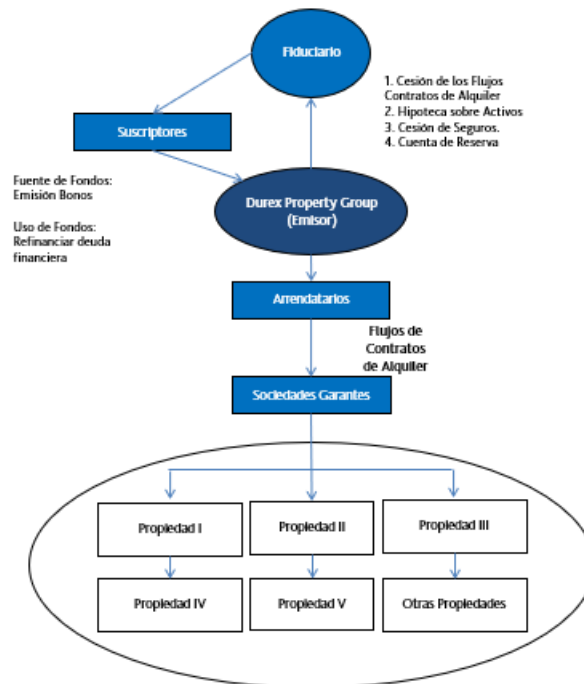 Fiduciario
1. Cesión de los Flujos
Contratos de Alquiler
2. Hipoteca sobre Activos
3. Cesión de Seguros.
4. Cuenta de Reserva
Suscriptores
Fuente de Fondos:
Emisión Bonos
Uso de Fondos:
Refinanciar deuda
financiera
Durex Property Group
(Emisor)
Arrendatarios
Flujos de
Contratos
de Alquiler
Sociedades Garantes
Propiedad I
Propiedad II
Propiedad III
Propiedad IV
Propiedad V
Otras Propiedades